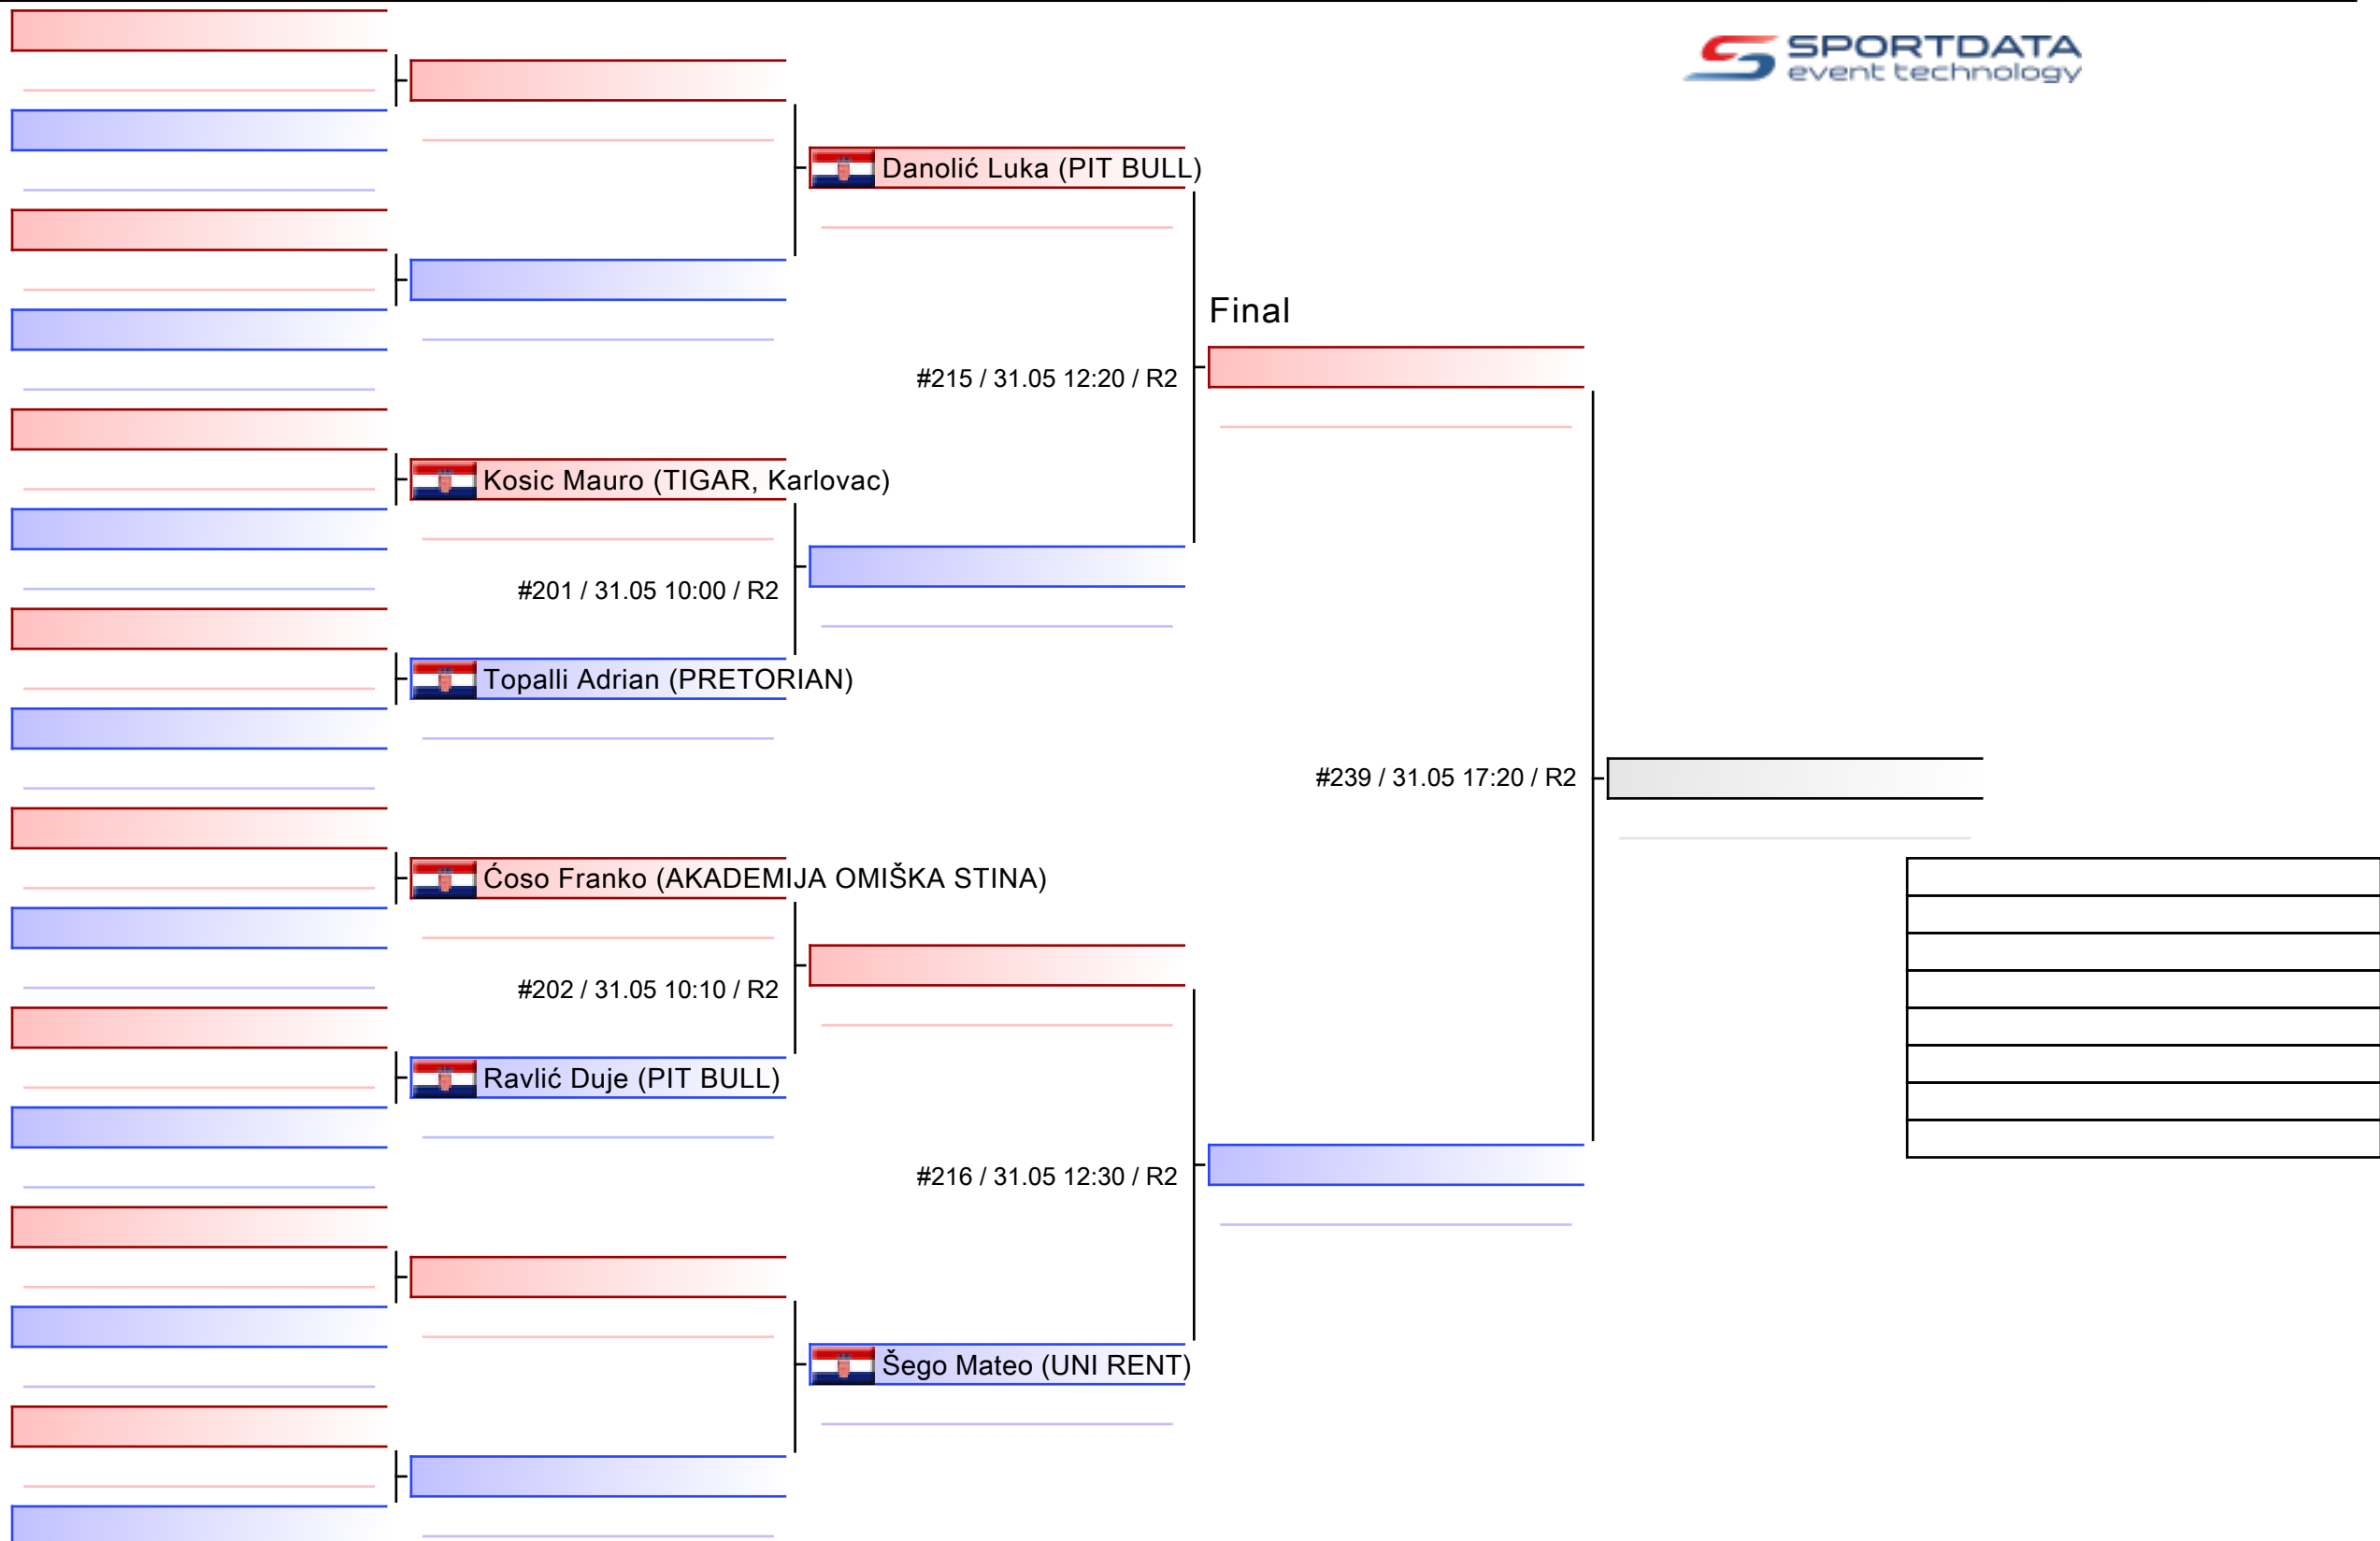 SPORTDATA
event technology
Danolić Luka (PIT BULL)
Final
#215 / 31.05 12:20 / R2
Kosic Mauro (TIGAR, Karlovac)
#201 / 31.05 10:00 / R2
Topalli Adrian (PRETORIAN)
#239 / 31.05 17:20 / R2
Ćoso Franko (AKADEMIJA OMIŠKA STINA)
#202 / 31.05 10:10 / R2
Ravlić Duje (PIT BULL)
#216 / 31.05 12:30 / R2
Šego Mateo (UNI RENT)